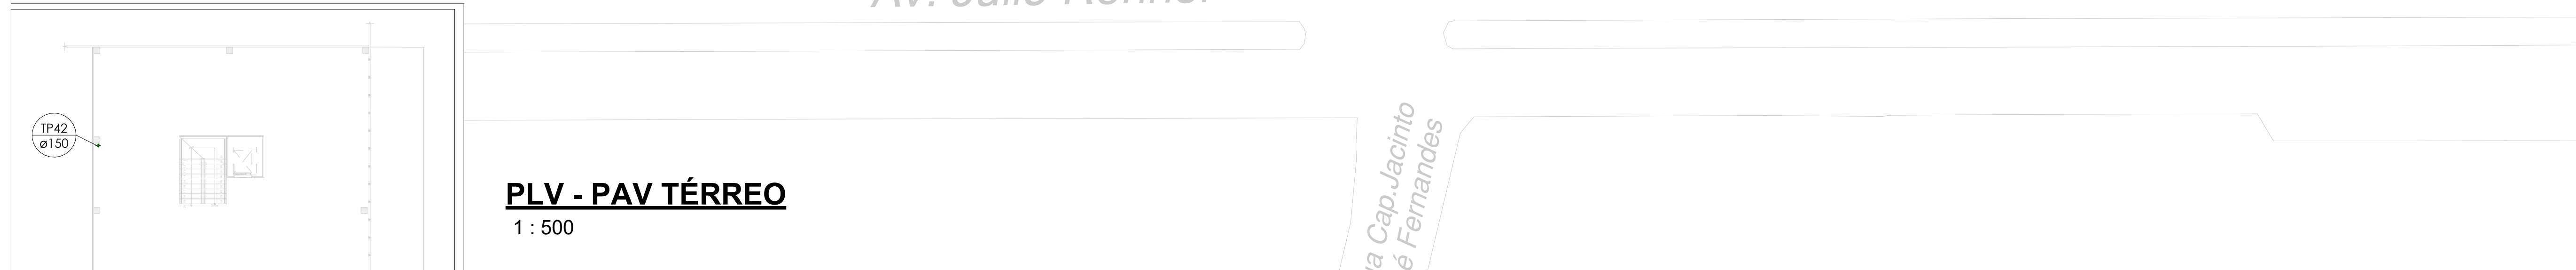 TP42
ø150
PLV - PAV TÉRREO
1 : 500
Cap.Jacinto
Fernandes